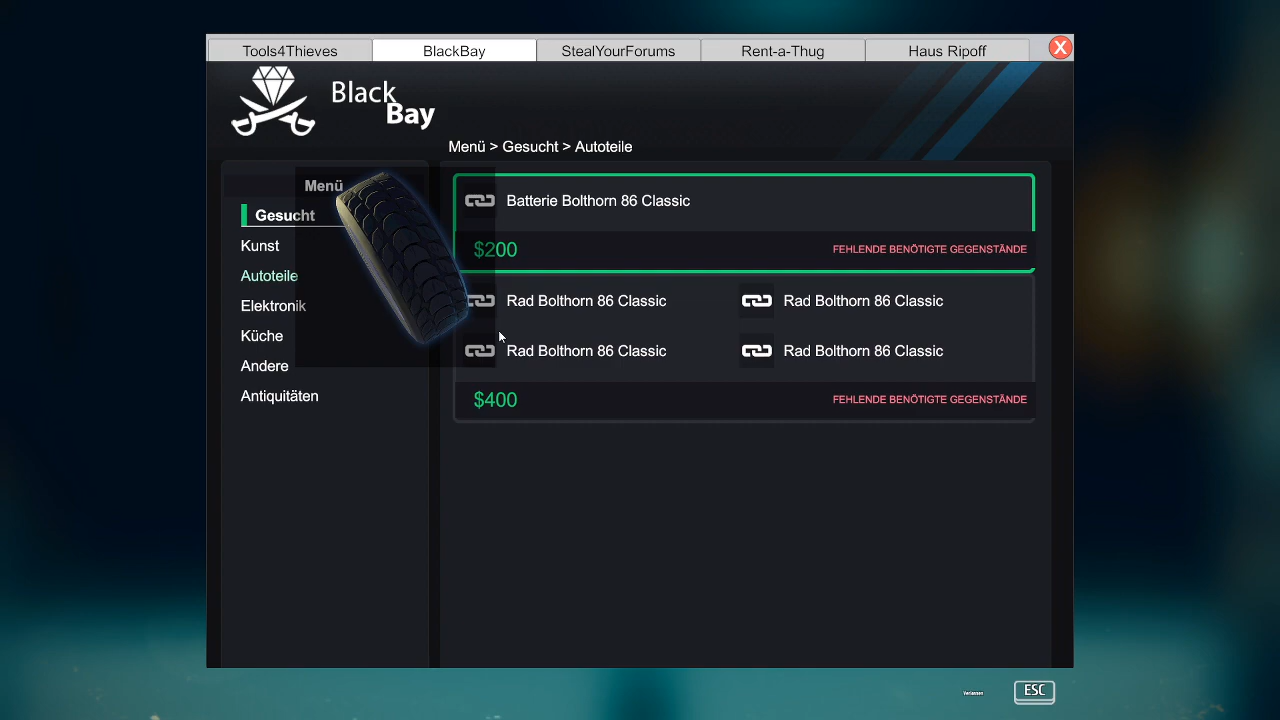 Tools4Thieves
BlackBay
StealYourForums
Rent-a-Thug
Haus Ripoff
X
Black
Bay
Menü > Gesucht > Autoteile
Menü
Gesucht
Kunst
Autoteile
Elektronik
Küche
Andere
Antiquitäten
Batterie Bolthorn 86 Classic
$200 FEHLENDE BENÖTIGTE GEGENSTÄNDE
Rad Bolthorn 86 Classic Rad Bolthorn 86 Classic
Rad Bolthorn 86 Classic Rad Bolthorn 86 Classic
$400 FEHLENDE BENÖTIGTE GEGENSTÄNDE
Verlassen ESC